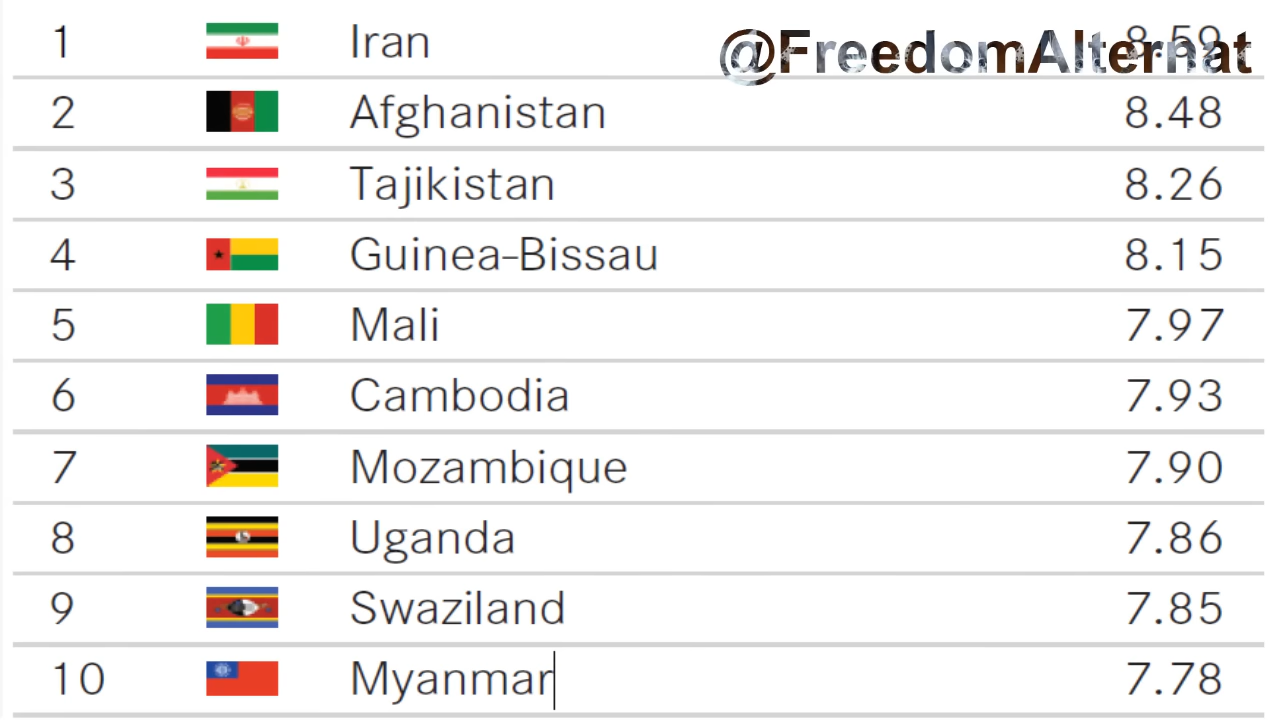 1 Iran 8.59
@FreedomAlternat
2 Afghanistan 8.48
3 Tajikistan 8.26
4 Guinea-Bissau 8.15
5 Mali 7.97
6 Cambodia 7.93
7 Mozambique 7.90
8 Uganda 7.86
9 Swaziland 7.85
10 Myanmar 7.78